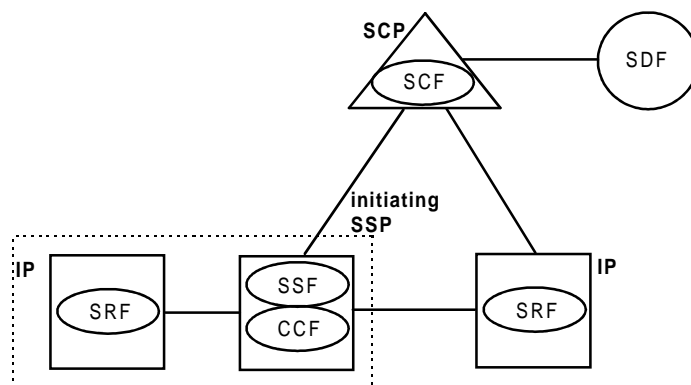 SCP
SCF
SDF
initiating
SSP
IP
SRF
SSF
CCF
SRF
IP